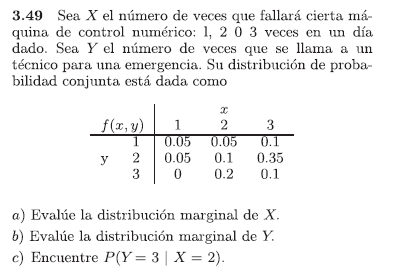 3.49 Sea X el número de veces que fallará cierta má-
quina de control numérico: 1, 2 0 3 veces en un día
dado. Sea Y el número de veces que se llama a un
técnico para una emergencia. Su distribución de proba-
bilidad conjunta está dada como
x
f(x, y) 1 2 3
1 0.05 0.05 0.1
y 2 0.05 0.1 0.35
3 0 0.2 0.1
a) Evalúe la distribución marginal de X.
b) Evalúe la distribución marginal de Y.
c) Encuentre P(Y = 3 | X = 2).